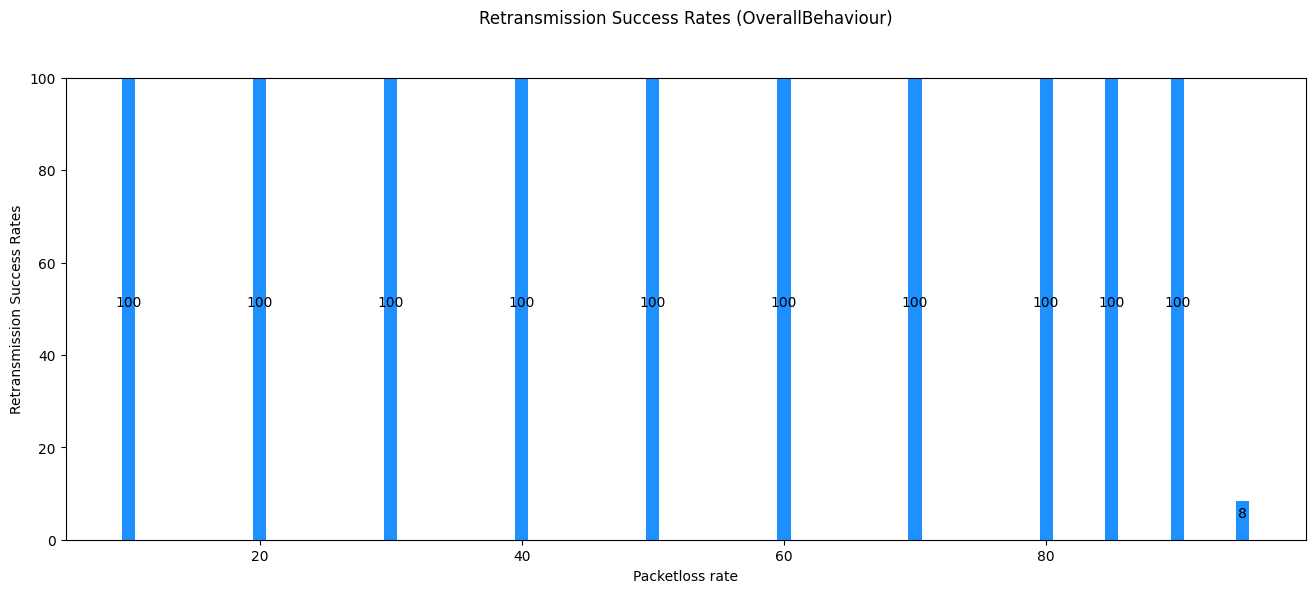 Retransmission Success Rates (OverallBehaviour)
100
80
60
40
20
0
Retransmission Success Rates
100 100 100 100 100 100 100 100 100 100
8
20 40 60 80
Packetloss rate